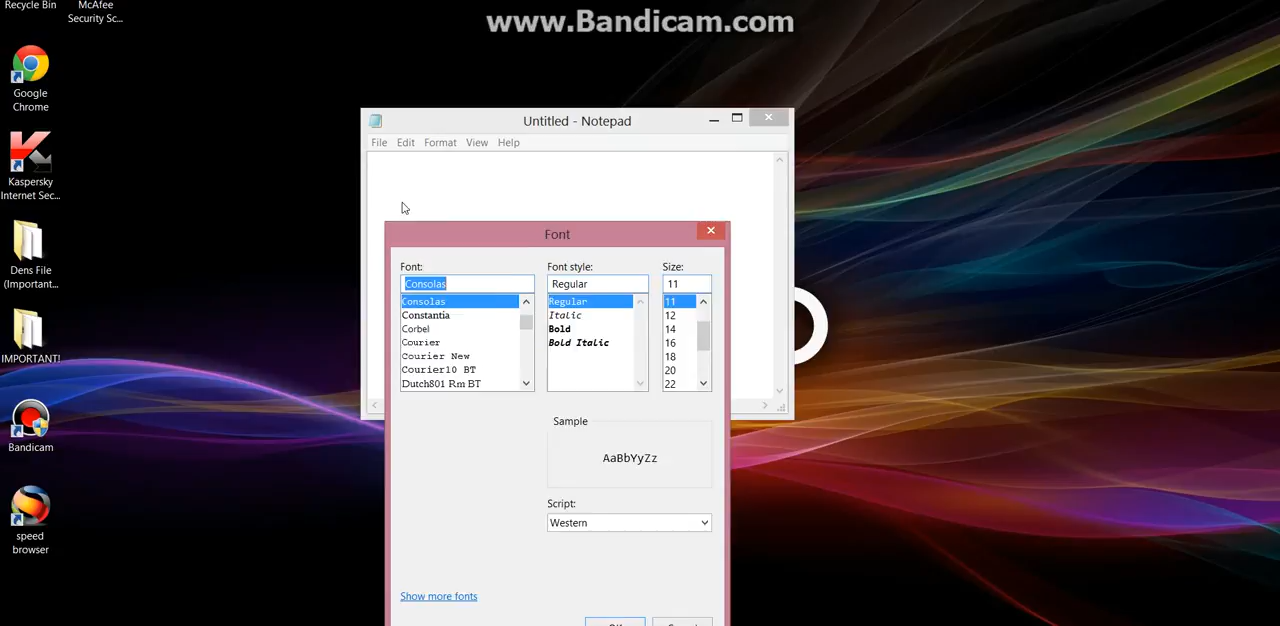 www.Bandicam.com
Recycle Bin
McAfee
Security Sc...
Google
Chrome
Kaspersky
Internet Sec...
Dens File
(Important...
IMPORTANT!
Bandicam
speed
browser
Untitled - Notepad
File Edit Format View Help
Font
Font: Font style: Size:
Consolas Regular 11
Consolas Regular 11
Constantia Italic 12
Corbel Bold 14
Courier Bold Italic 16
Courier New 18
Courier10 BT 20
Dutch801 Rm BT 22
Sample
AaBbYyZz
Script:
Western
Show more fonts